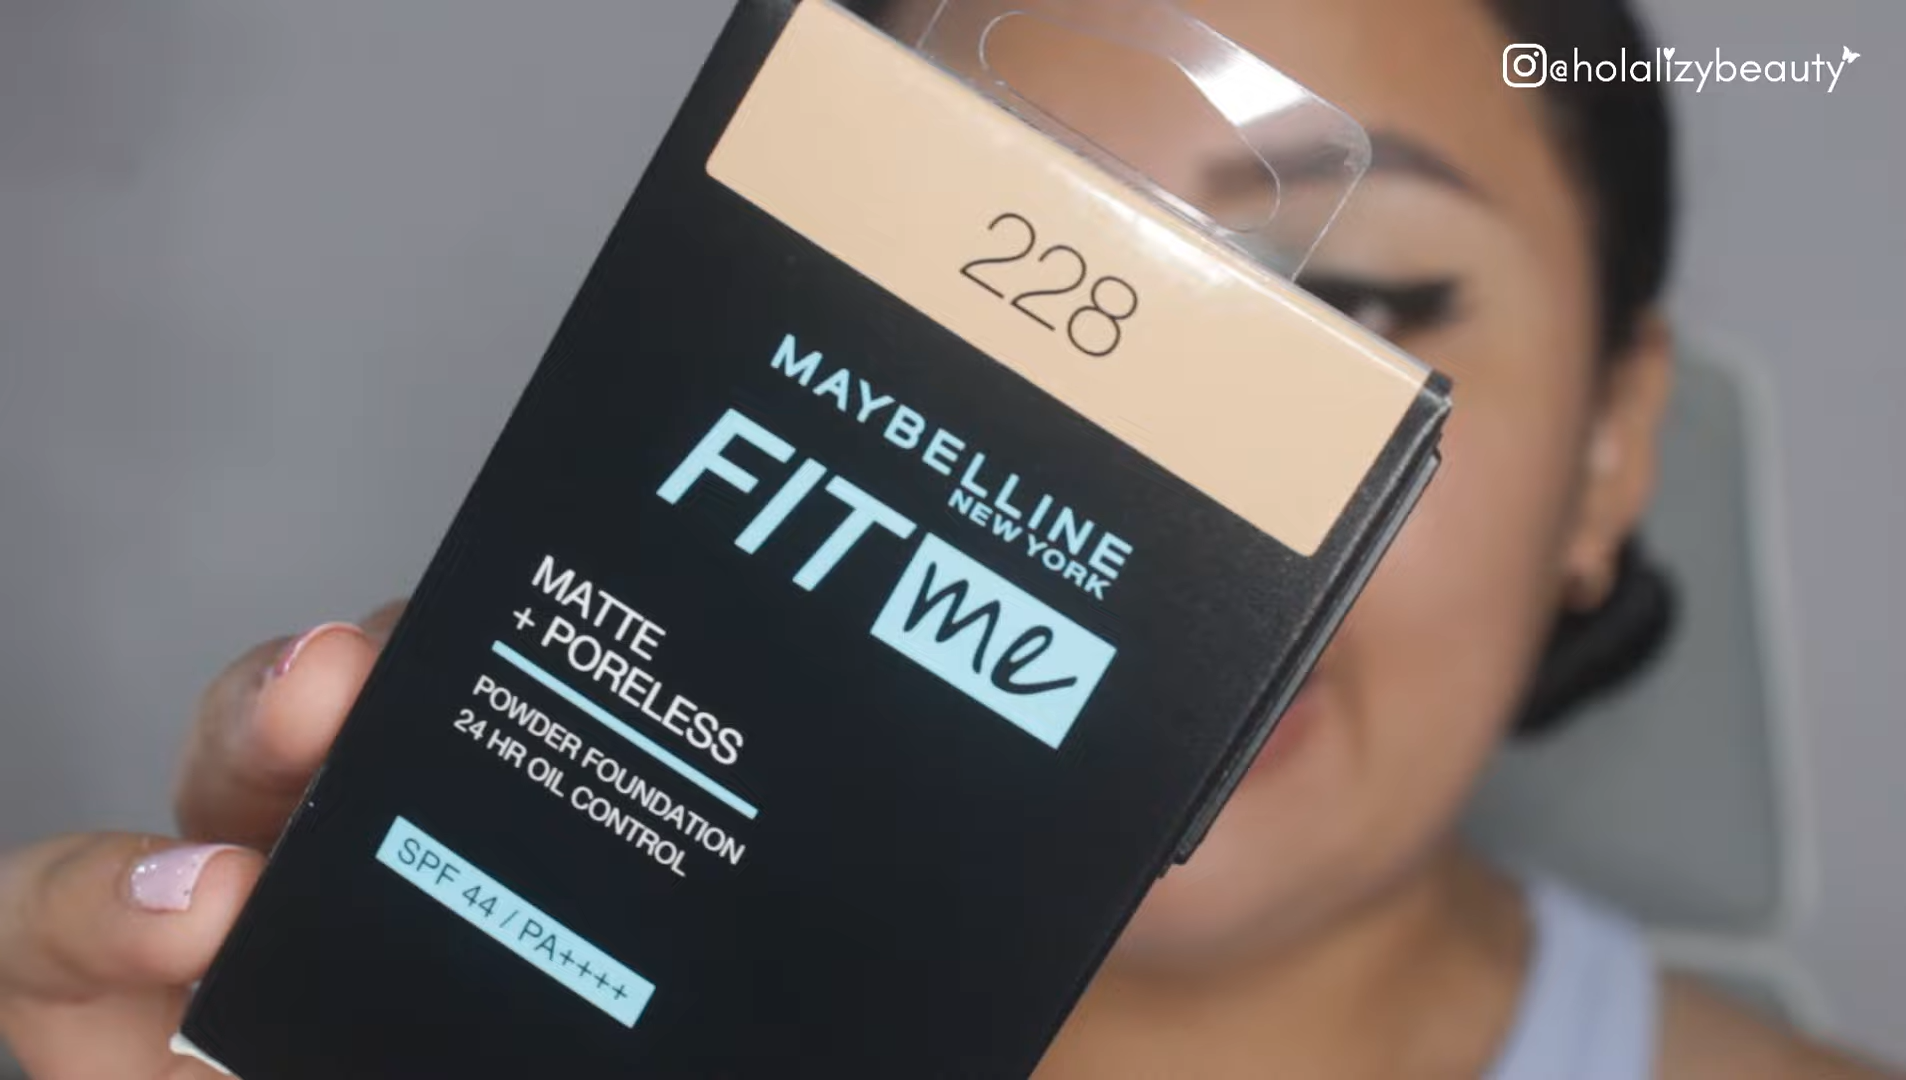 @holalizybeauty
228
MAYBELLINE
NEW YORK
FIT me
MATTE
+ PORELESS
POWDER FOUNDATION
24 HR OIL CONTROL
SPF 44 / PA++++